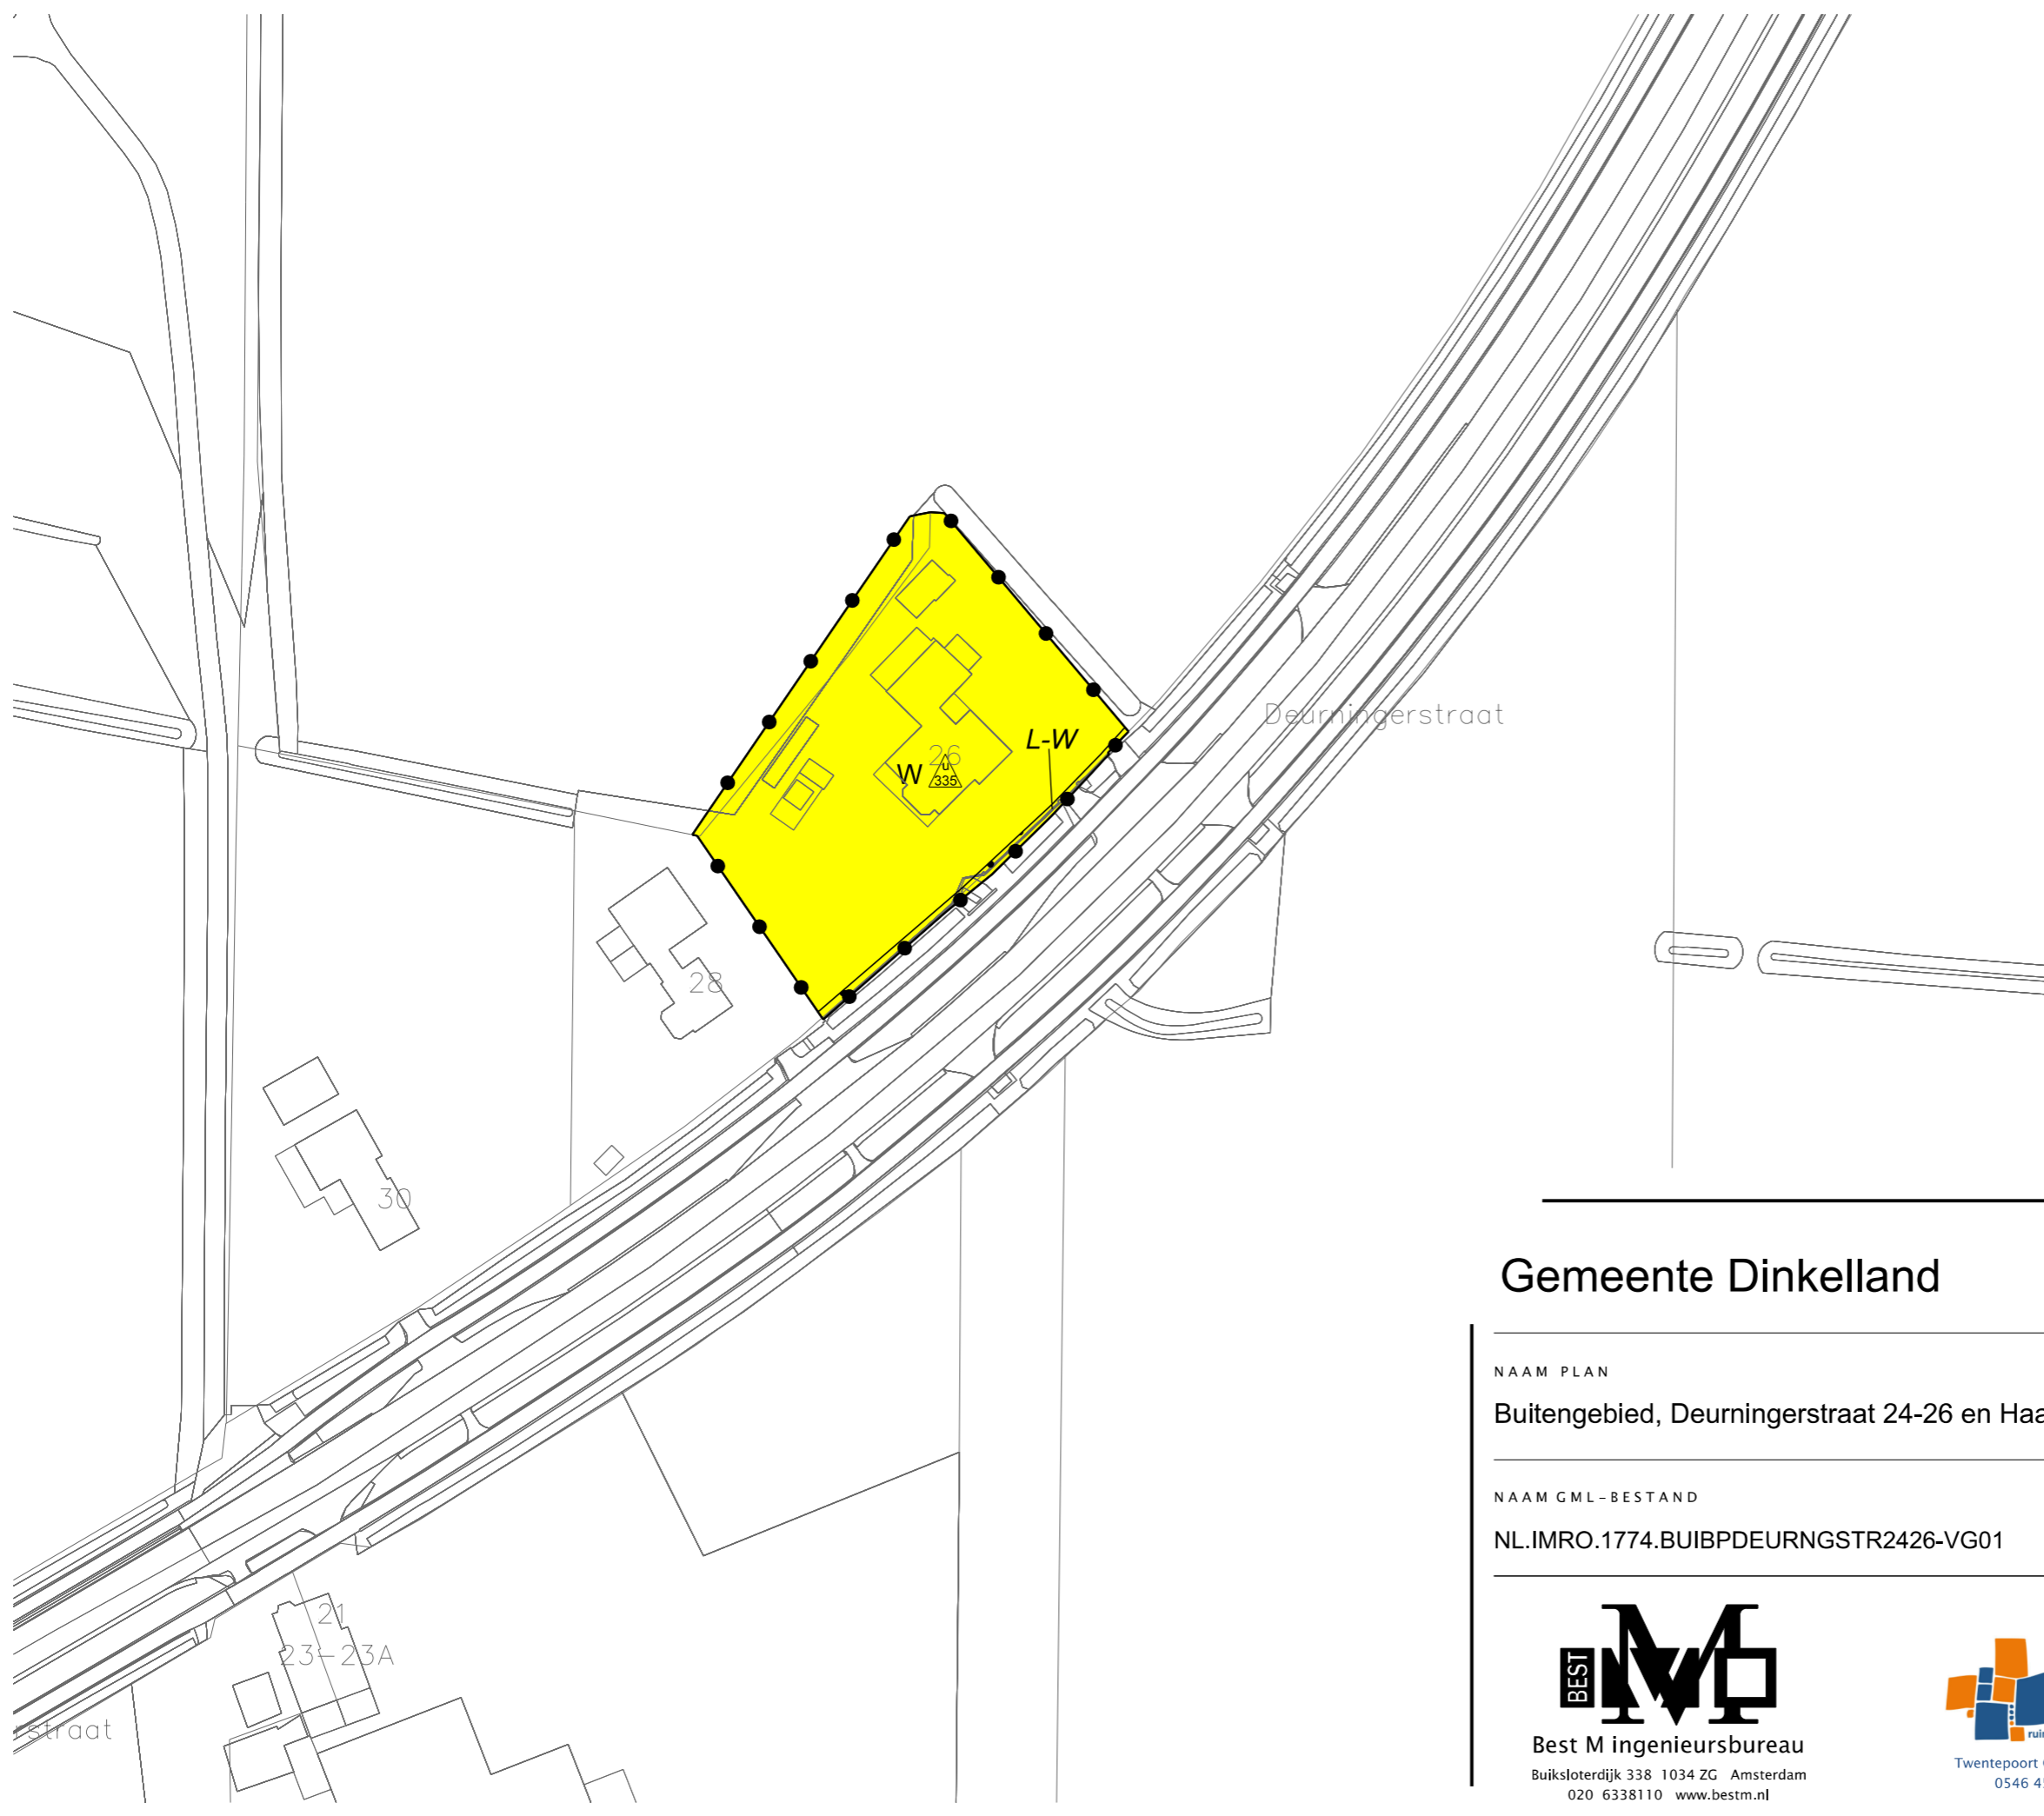 Deurningerstraat
L-W
26
W
u
335
28
30
Gemeente Dinkelland
NAAM PLAN
Buitengebied, Deurningerstraat 24-26 en Haa
NAAM GML-BESTAND
NL.IMRO.1774.BUIBPDEURNGSTR2426-VG01
21
23-23A
rstraat
BEST
M
Best M ingenieursbureau
Buiksloterdijk 338 1034 ZG Amsterdam
020 6338110 www.bestm.nl
ruim
Twentepoort
0546 4